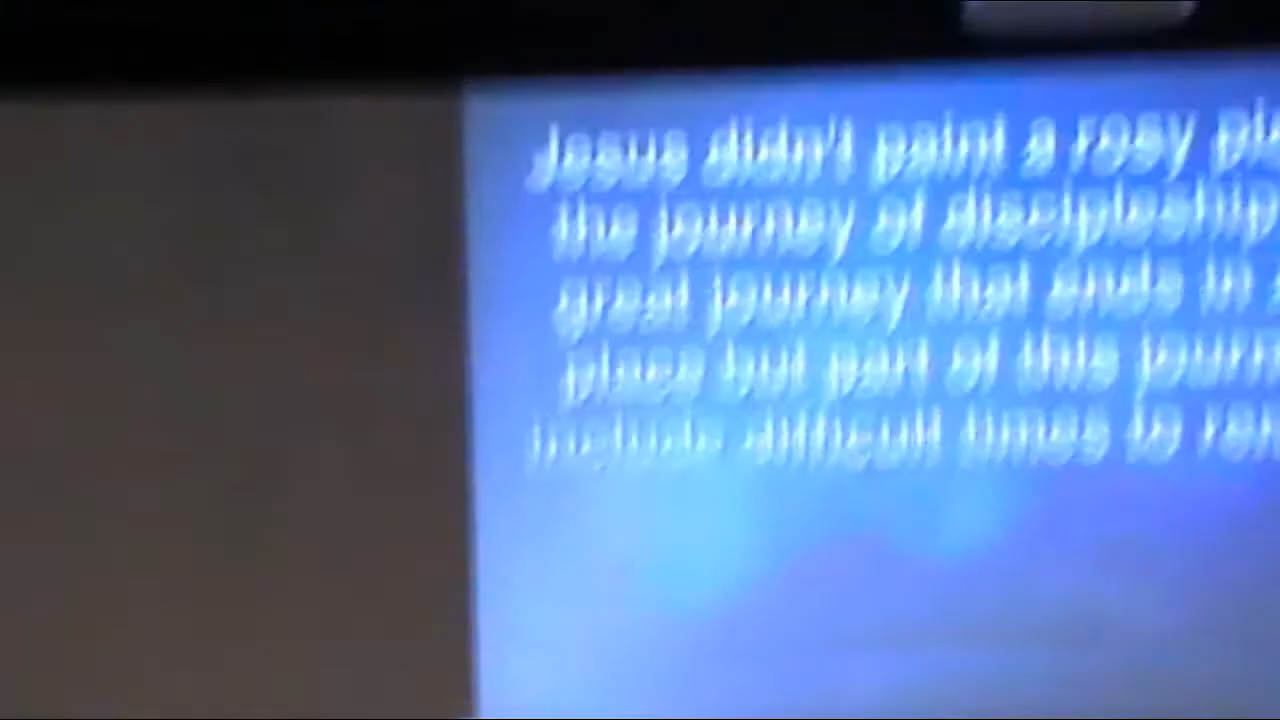 Jesus didn't paint a rosy
the journey of discipleship
great journey that ends in
place but part of this
include difficult times to